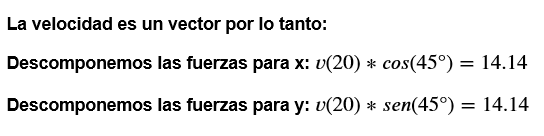 La velocidad es un vector por lo tanto:
Descomponemos las fuerzas para x: v(20) ∗ cos(45°) = 14.14
Descomponemos las fuerzas para y: v(20) ∗ sen(45°) = 14.14